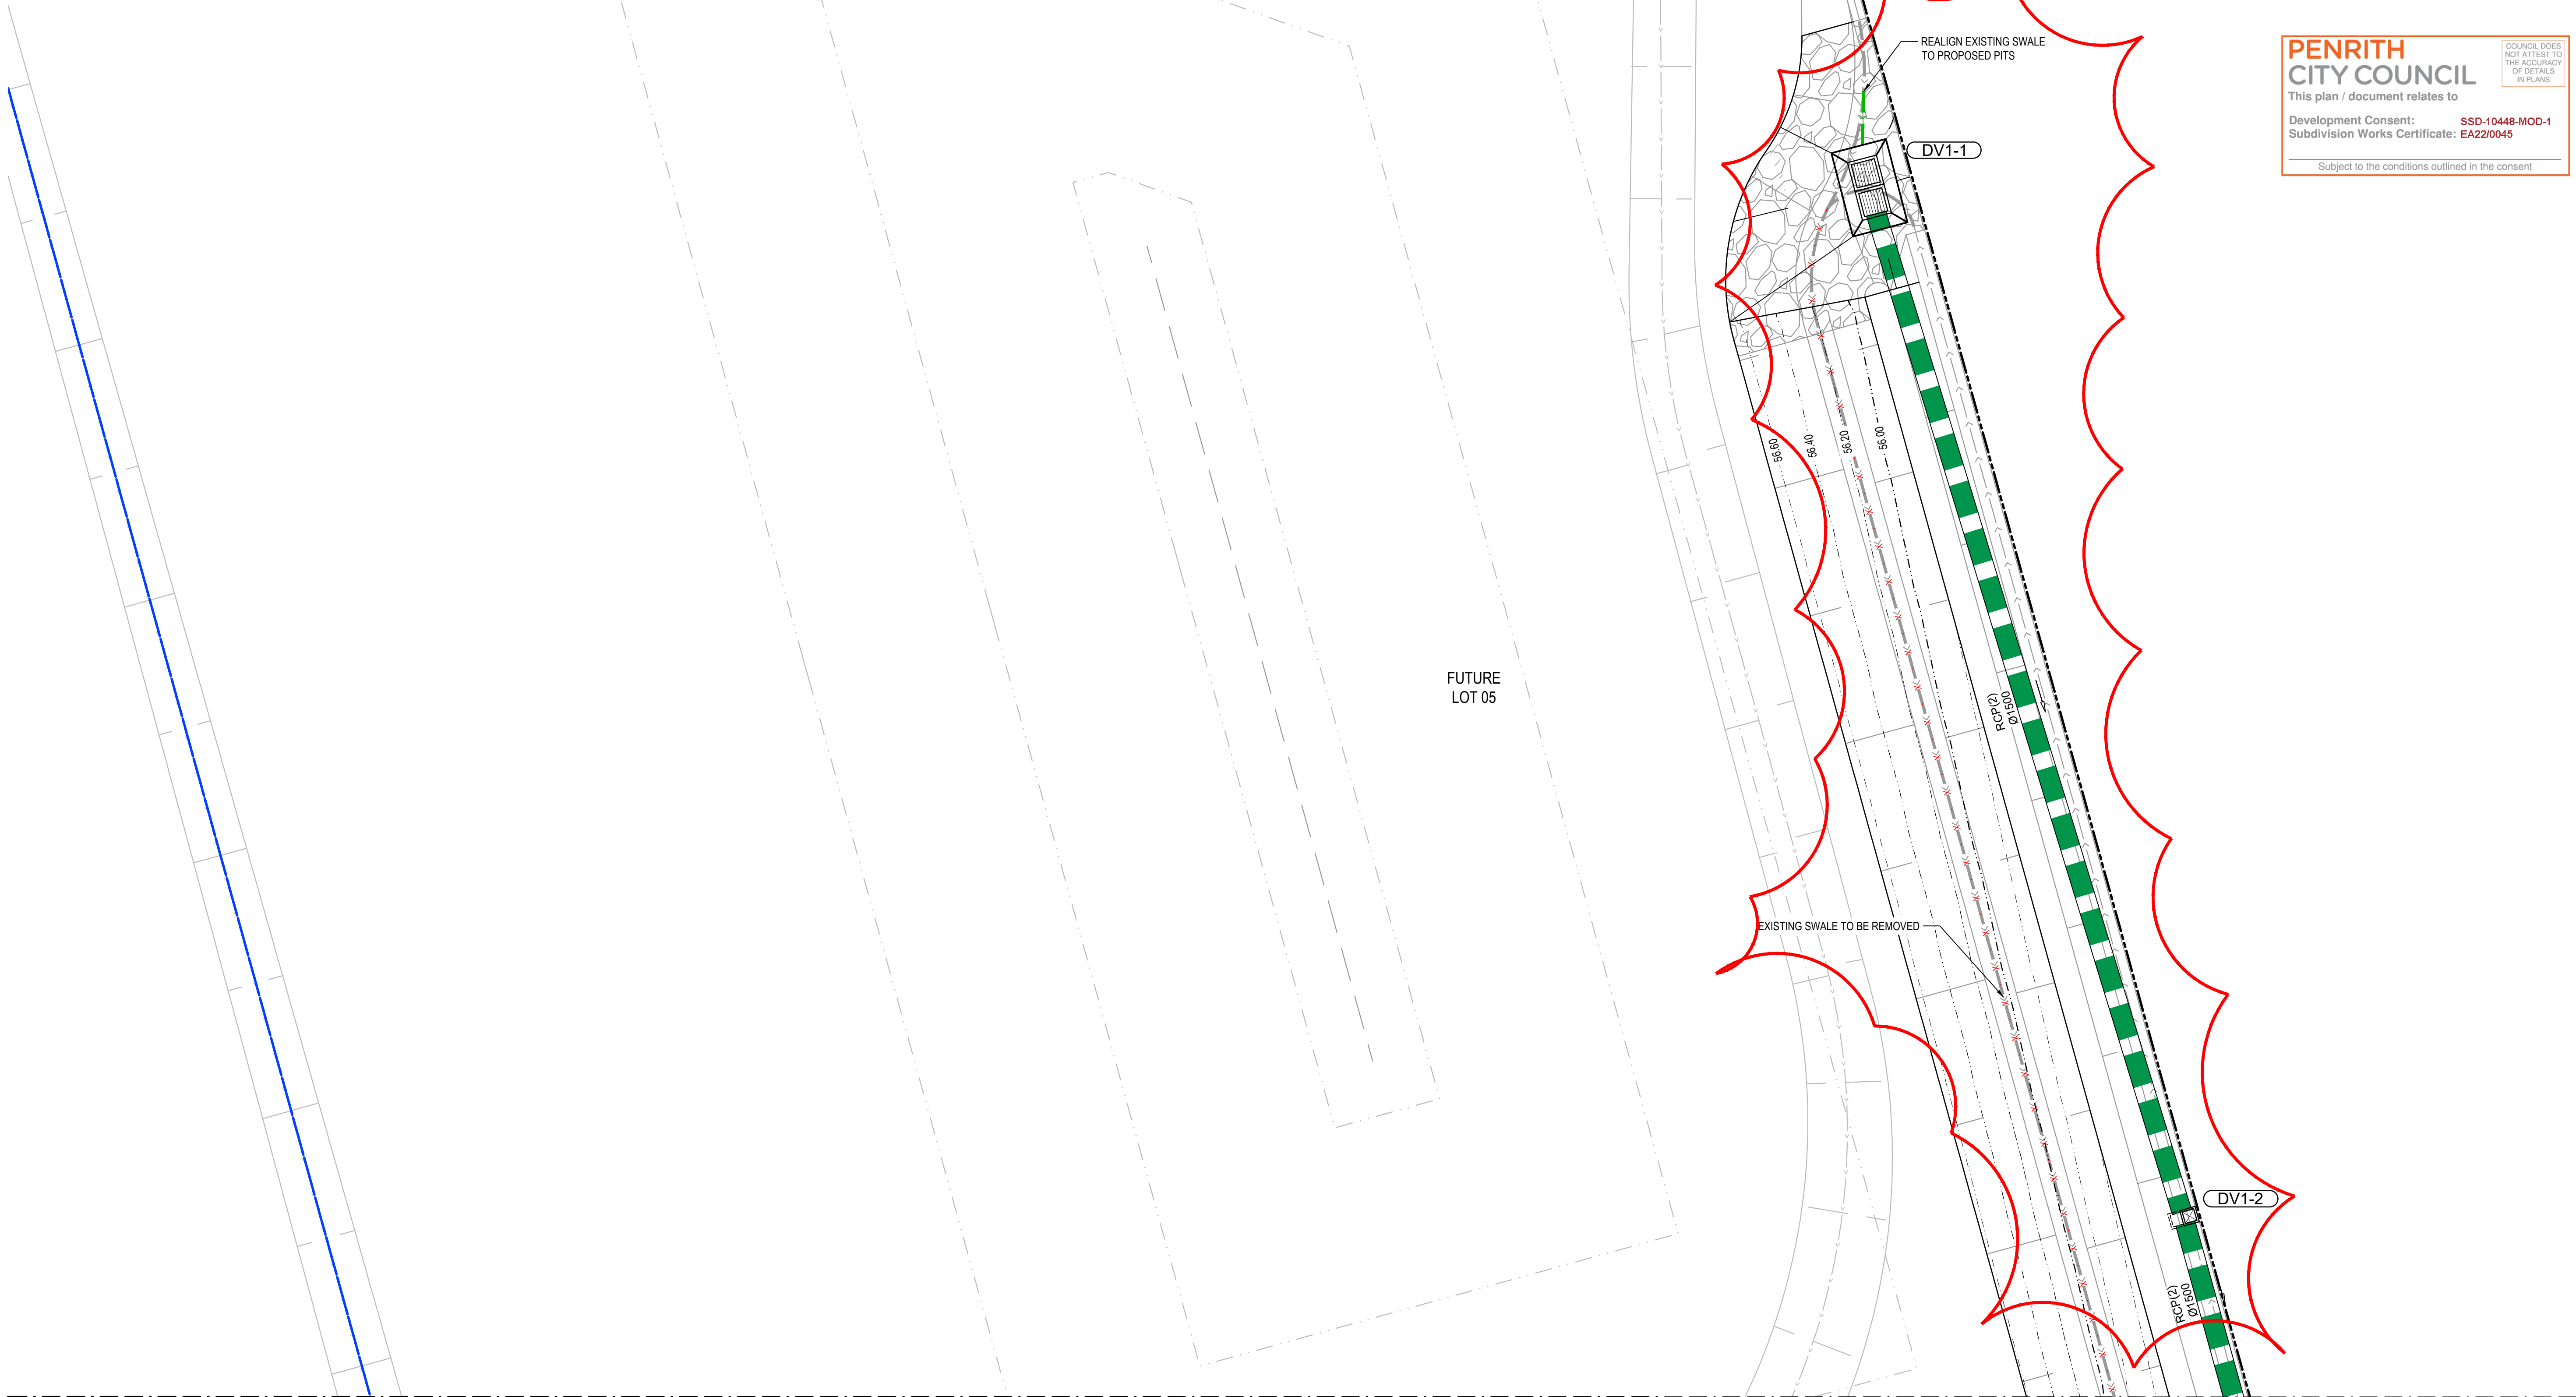 REALIGN EXISTING SWALE
TO PROPOSED PITS
PENRITH
CITY COUNCIL
COUNCIL DOES
NOT ATTEST TO
THE ACCURACY
OF DETAILS
IN PLANS
This plan / document relates to
Development Consent: SSD-10448-MOD-1
Subdivision Works Certificate: EA22/0045
Subject to the conditions outlined in the consent
DV1-1
56.60
56.40
56.20
56.00
FUTURE
LOT 05
RCP(2)
Ø1500
EXISTING SWALE TO BE REMOVED
DV1-2
RCP(2)
Ø1500